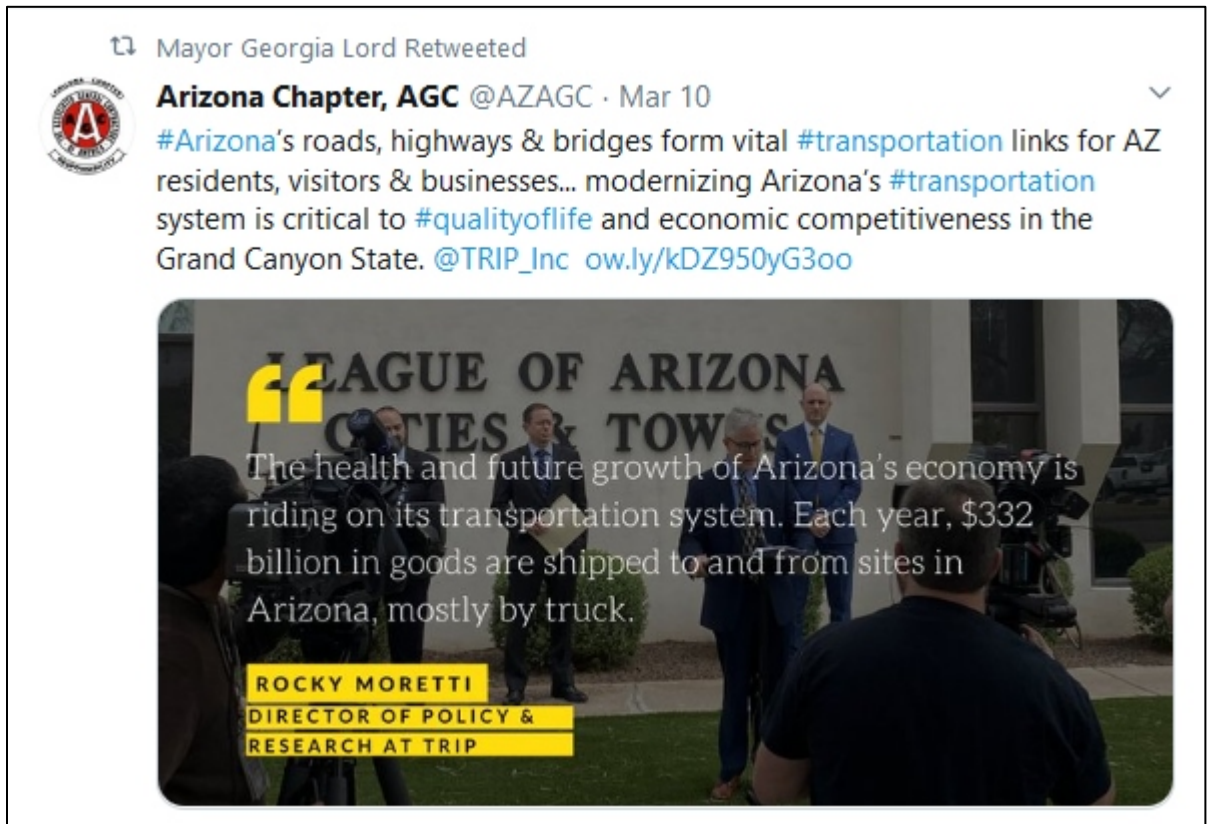 Mayor Georgia Lord Retweeted
Arizona Chapter, AGC @AZAGC · Mar 10
#Arizona's roads, highways & bridges form vital #transportation links for AZ
residents, visitors & businesses... modernizing Arizona's #transportation
system is critical to #qualityoflife and economic competitiveness in the
Grand Canyon State. @TRIP_Inc ow.ly/kDZ950yG3oo
LEAGUE OF ARIZONA
CITIES & TOWNS
The health and future growth of Arizona's economy is
riding on its transportation system. Each year, $332
billion in goods are shipped to and from sites in
Arizona, mostly by truck.
ROCKY MORETTI
DIRECTOR OF POLICY &
RESEARCH AT TRIP